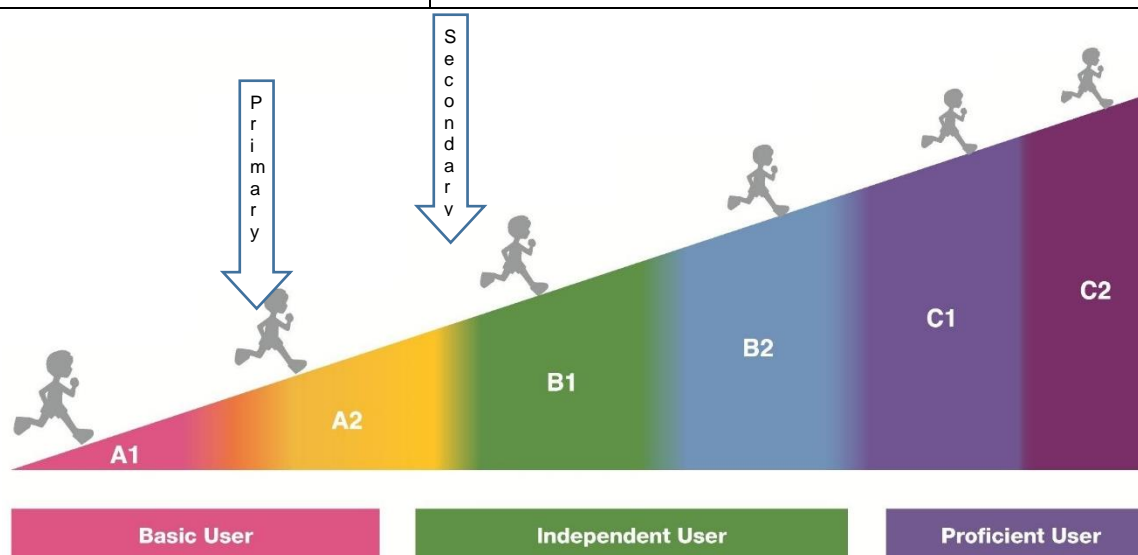 Secondary
Primary
C2
C1
B2
B1
A2
A1
Basic User
Independent User
Proficient User